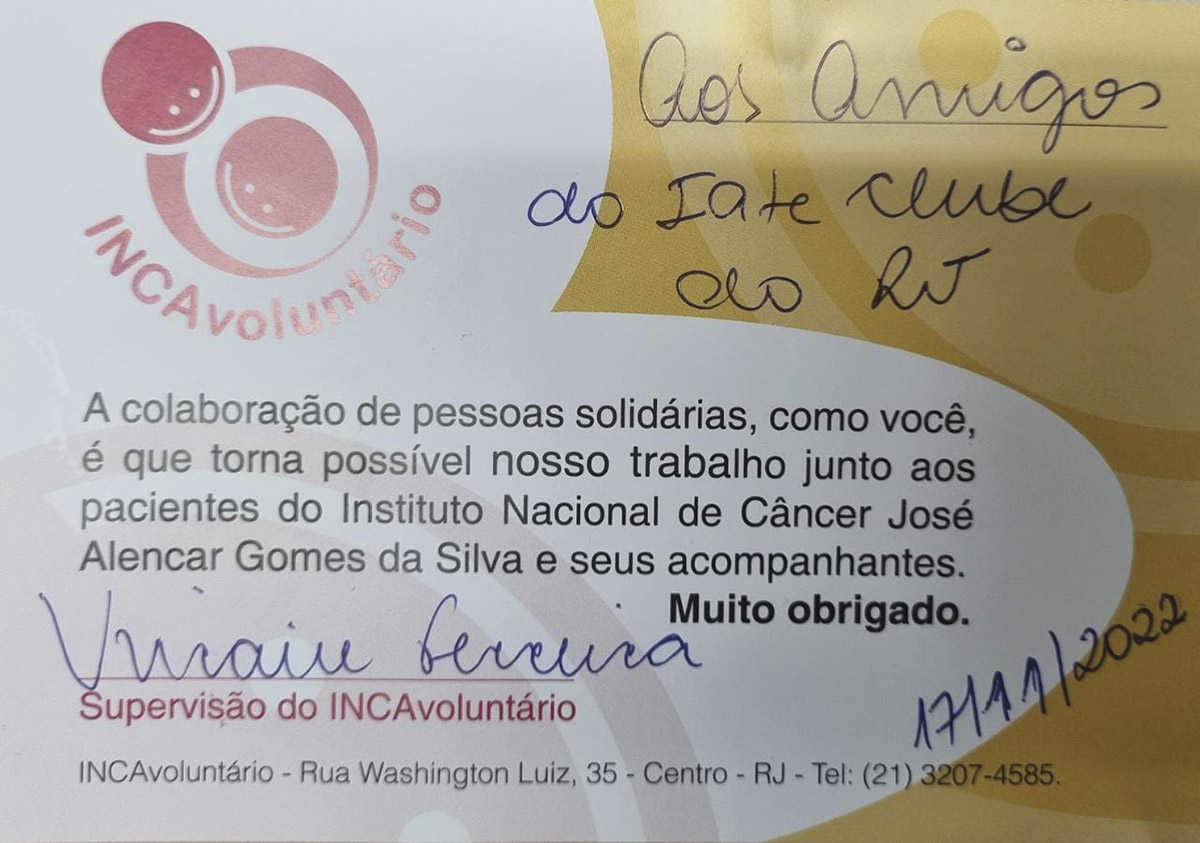 INCAvoluntário
Aos Amigos
do Iate Clube
do RJ
A colaboração de pessoas solidárias, como você,
é que torna possível nosso trabalho junto aos
pacientes do Instituto Nacional de Câncer José
Alencar Gomes da Silva e seus acompanhantes.
Muito obrigado.
Ferreira
Supervisão do INCAvoluntário
17/11/2022
INCAvoluntário - Rua Washington Luiz, 35 - Centro - RJ - Tel: (21) 3207-4585.